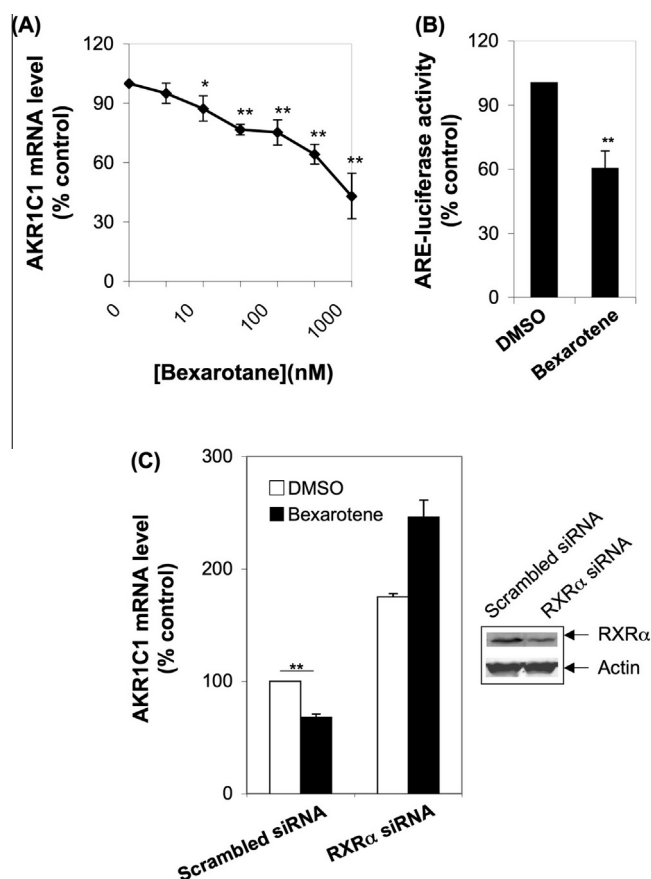 (A)
120
90
60
30
0
AKR1C1 mRNA level
(% control)
*
**
**
**
**
0
10
100
1000
[Bexarotane](nM)
(B)
120
90
60
30
0
ARE-luciferase activity
(% control)
**
DMSO
Bexarotene
(C)
300
200
100
0
AKR1C1 mRNA level
(% control)
DMSO
Bexarotene
**
Scrambled siRNA
RXRα siRNA
Scrambled siRNA
RXRα siRNA
RXRα
Actin